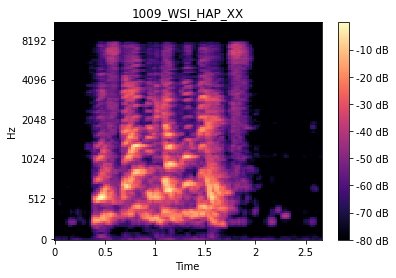 1009_WSI_HAP_XX
8192
4096
2048
1024
512
0
Hz
0
0.5
1
1.5
2
2.5
Time
-10 dB
-20 dB
-30 dB
-40 dB
-50 dB
-60 dB
-70 dB
-80 dB